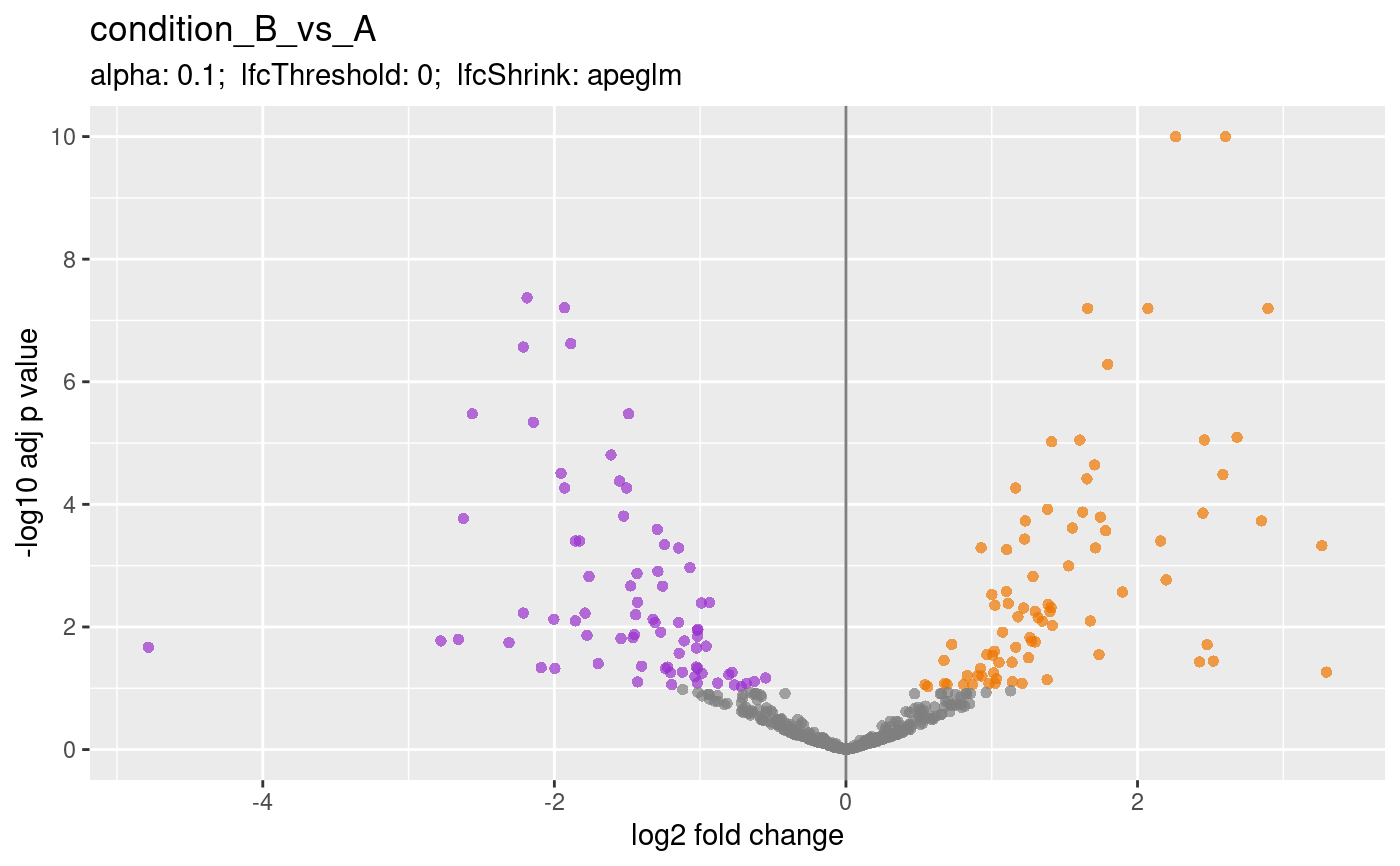 condition_B_vs_A
alpha: 0.1;  lfcThreshold: 0;  lfcShrink: apeglm
10
8
6
4
2
0
-log10 adj p value
-4
-2
0
2
log2 fold change